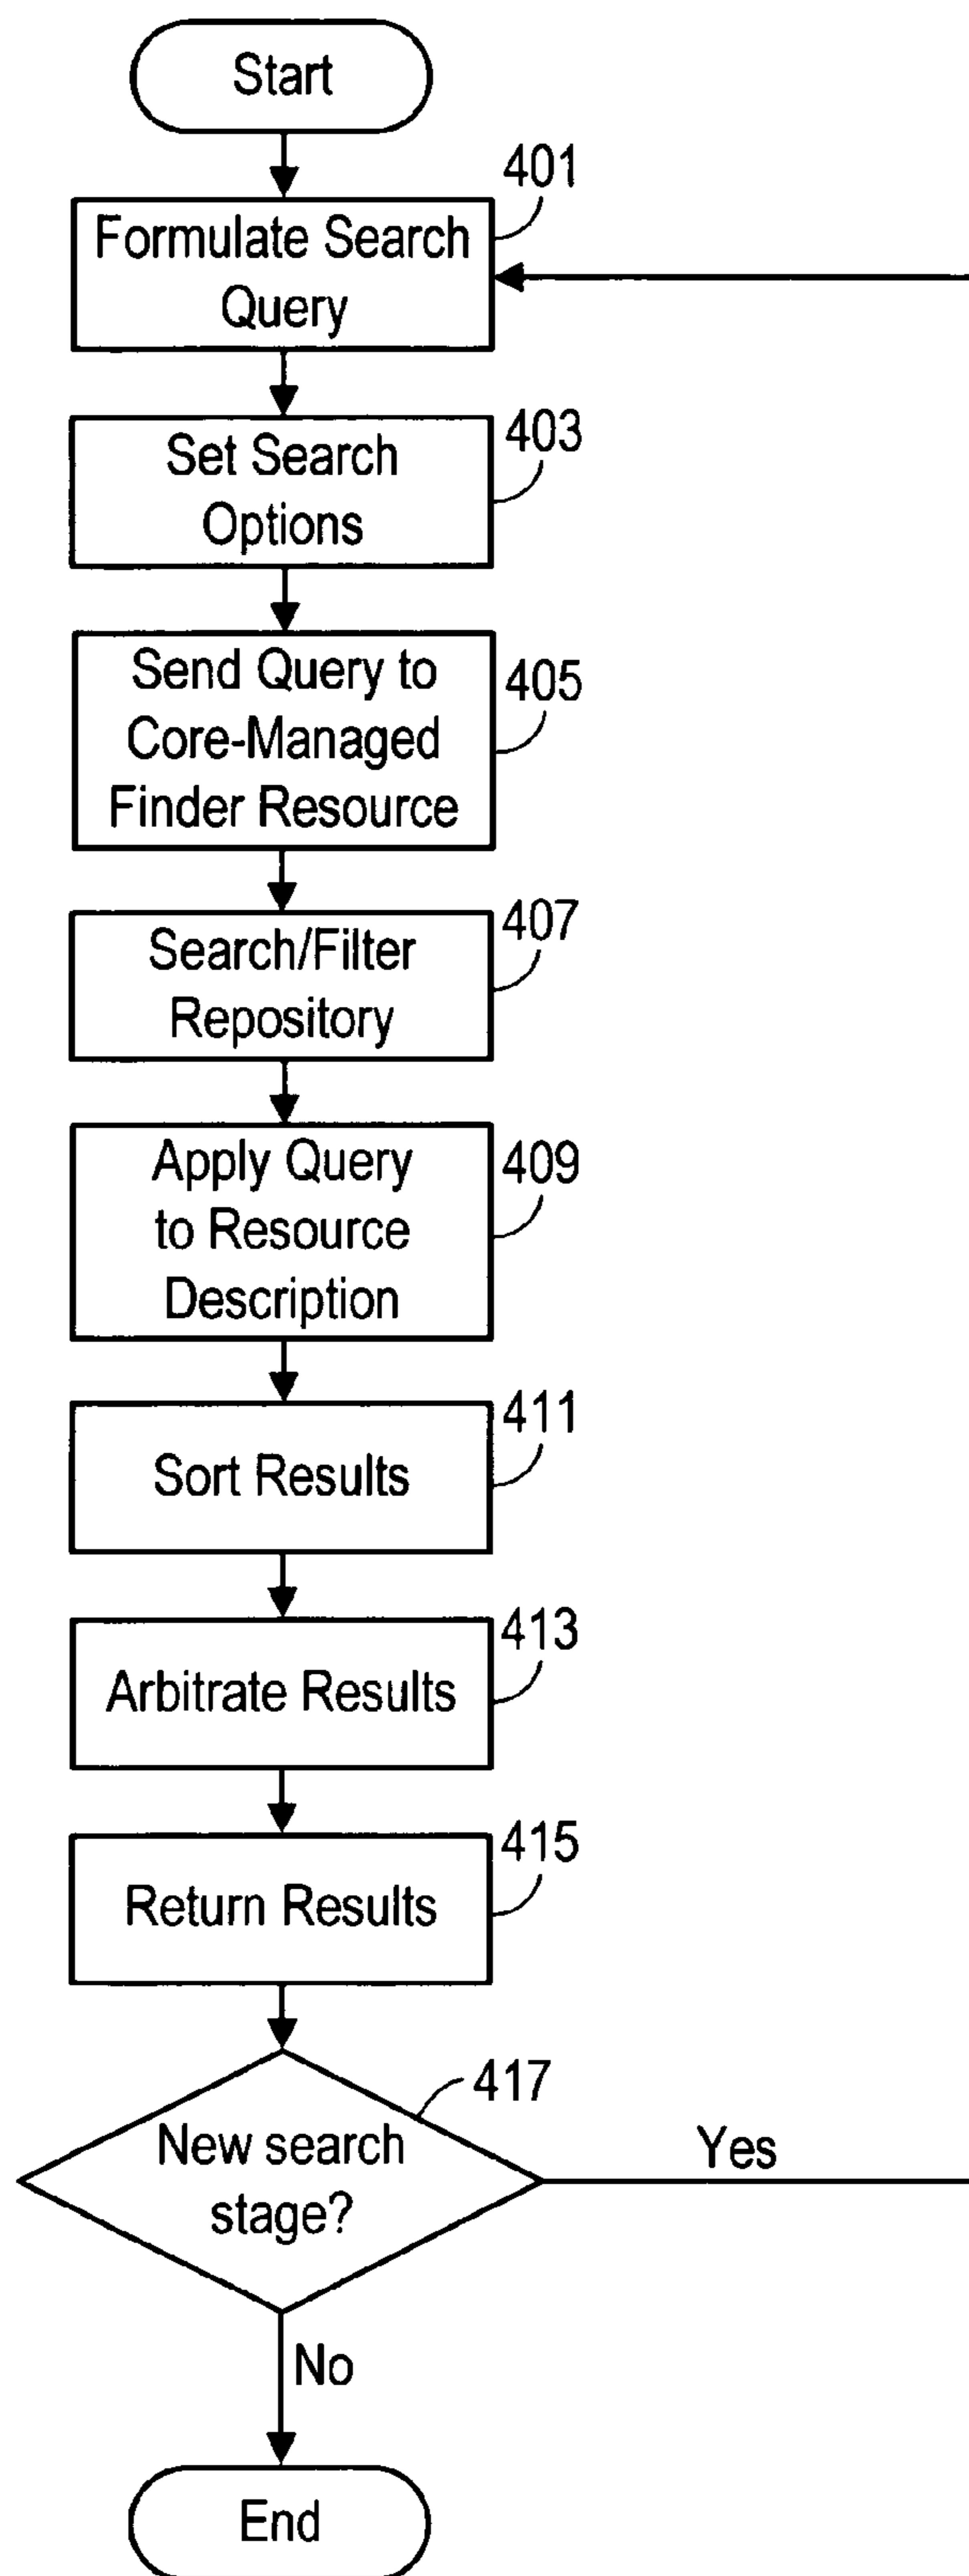 Start
401
Formulate Search
Query
403
Set Search
Options
Send Query to
405
Core-Managed
Finder Resource
407
Search/Filter
Repository
Apply Query
409
to Resource
Description
411
Sort Results
413
Arbitrate Results
415
Return Results
417
New search
Yes
stage?
No
End